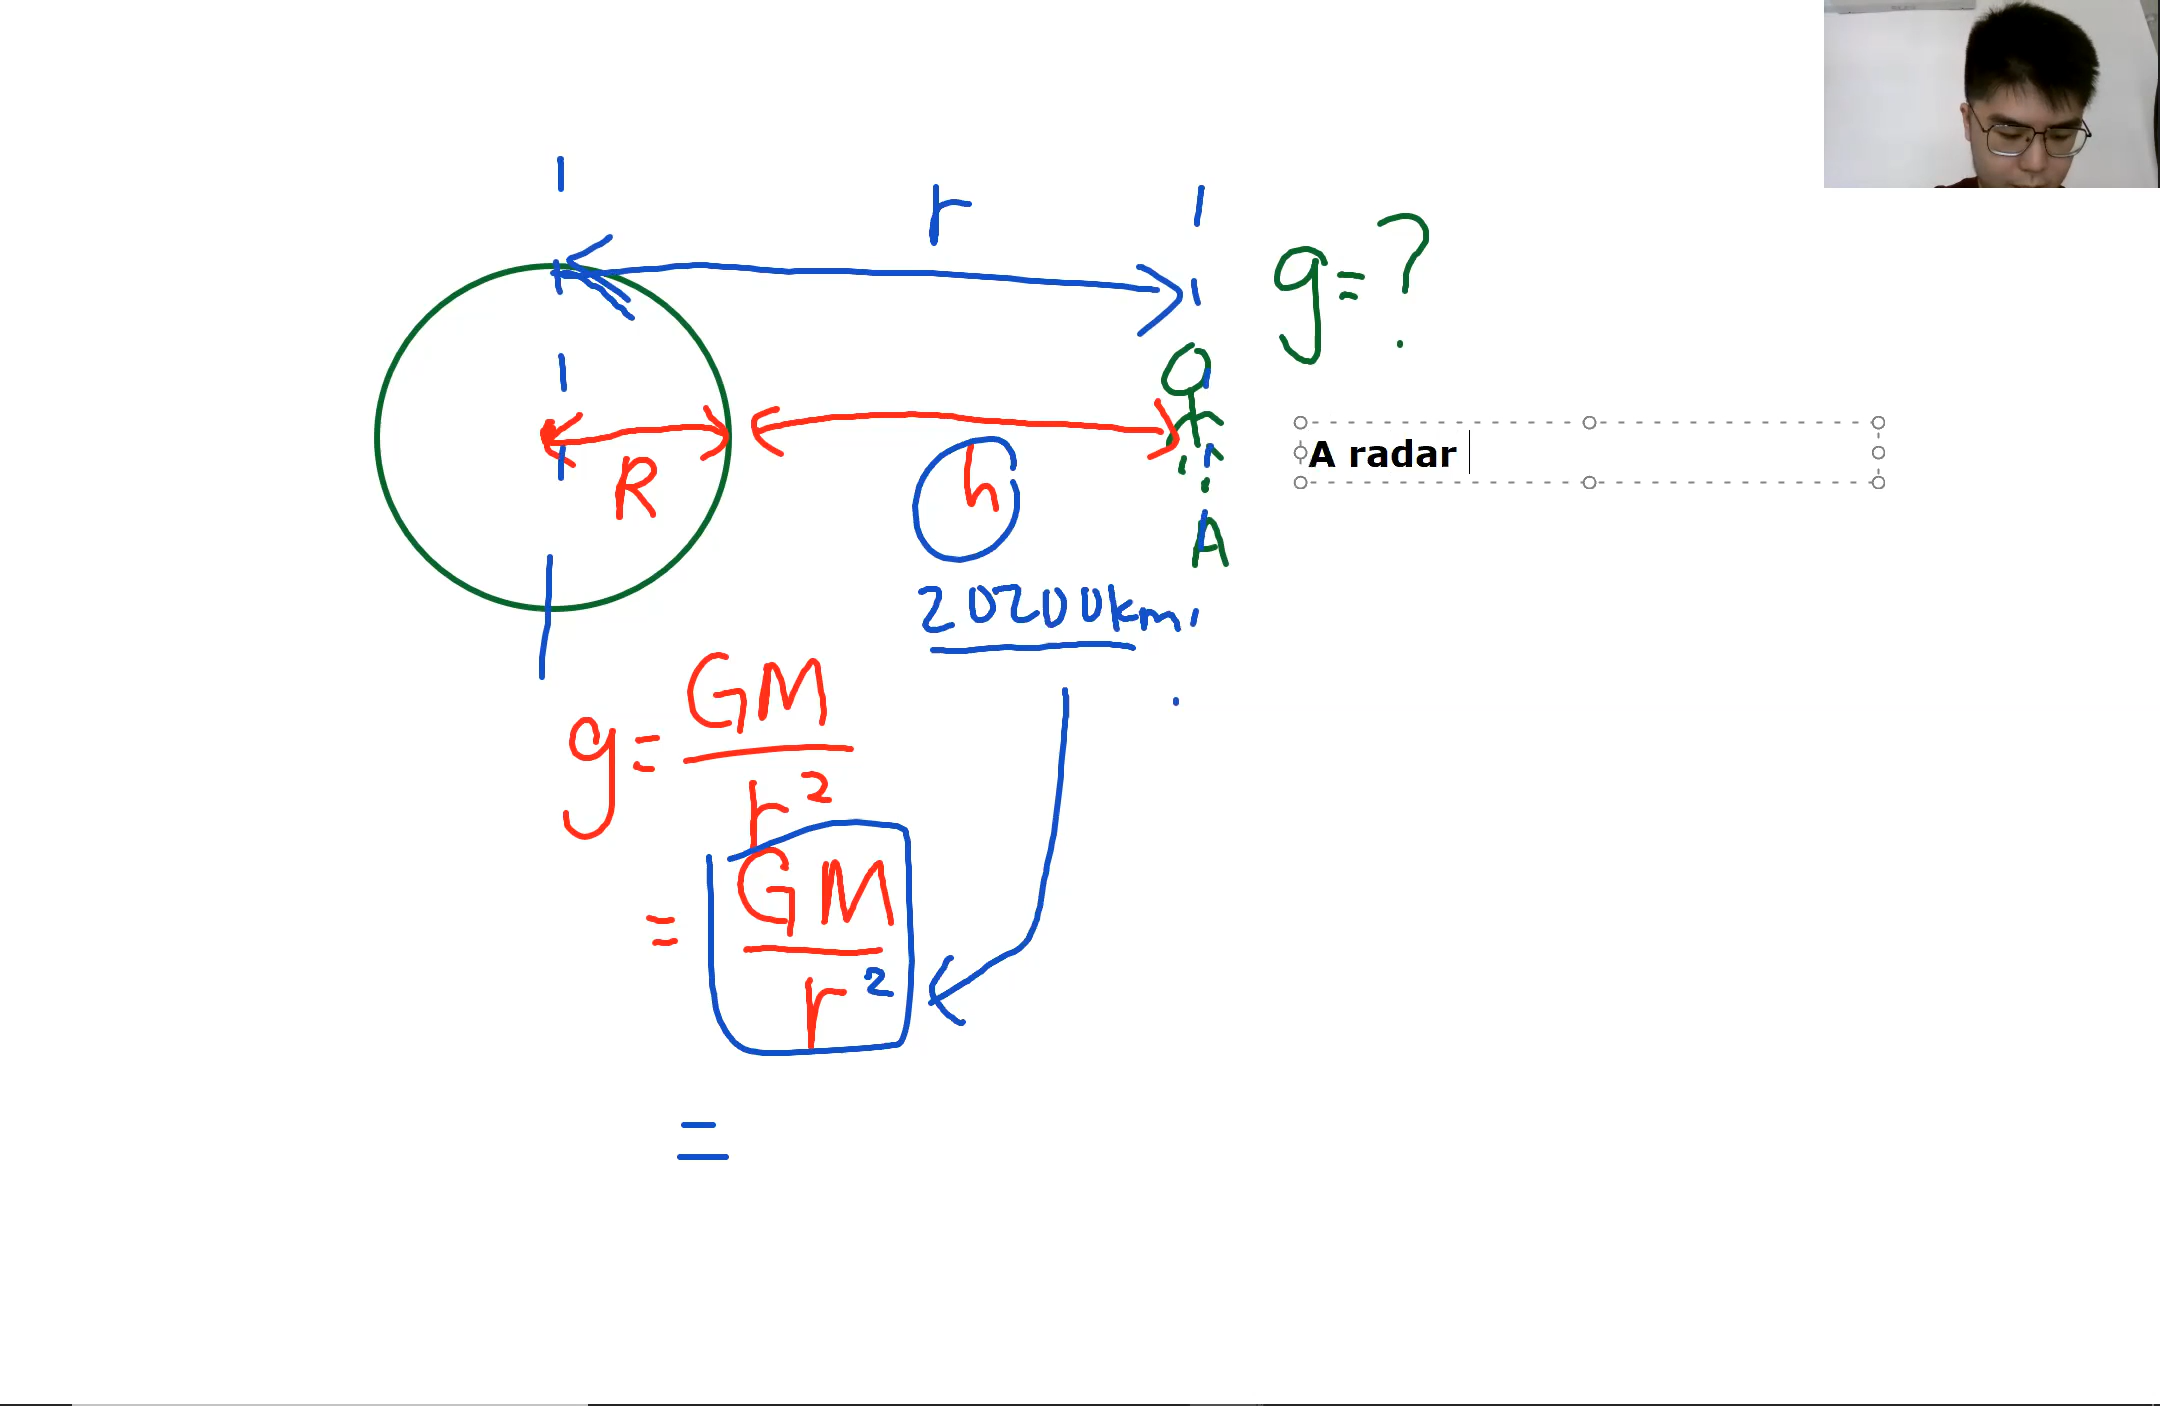 r
g=?
R
h
A radar
A
20200km
g=GM/r²
=GM/r²
=